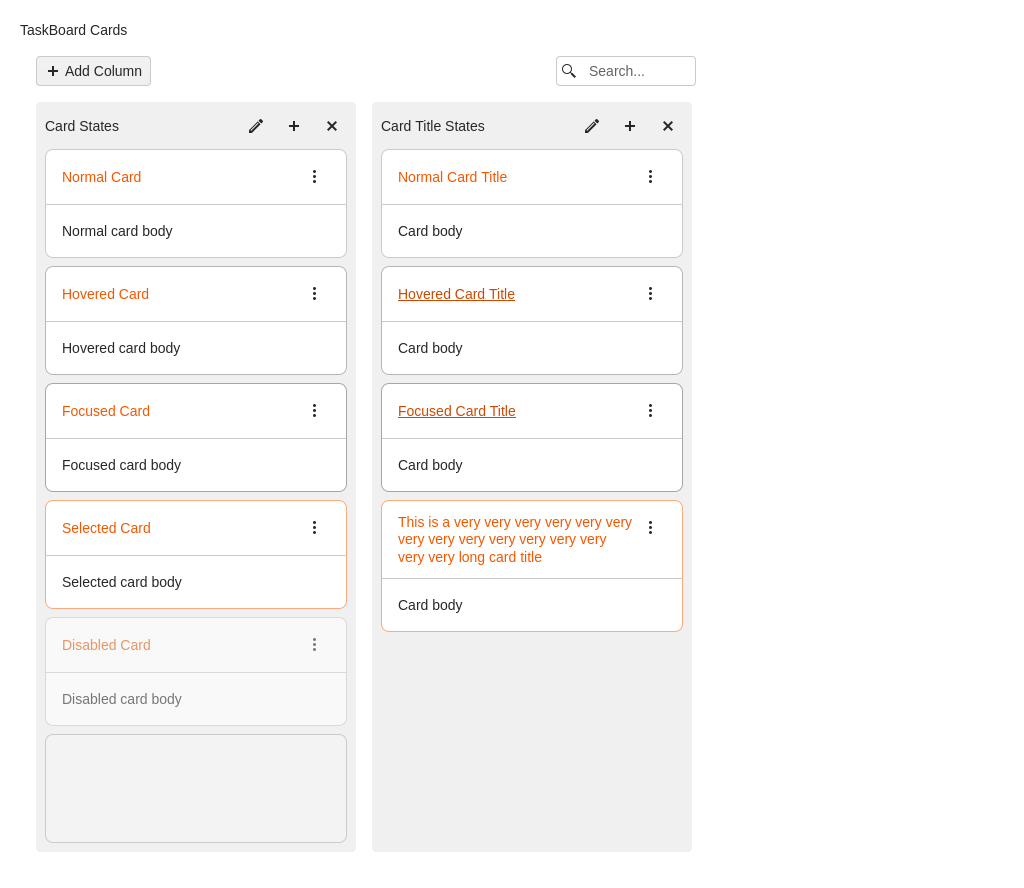 TaskBoard Cards
Add Column
Search...
Card States
Normal Card
Normal card body
Hovered Card
Hovered card body
Focused Card
Focused card body
Selected Card
Selected card body
Disabled Card
Disabled card body
Card Title States
Normal Card Title
Card body
Hovered Card Title
Card body
Focused Card Title
Card body
This is a very very very very very very
very very very very very very very
very very long card title
Card body